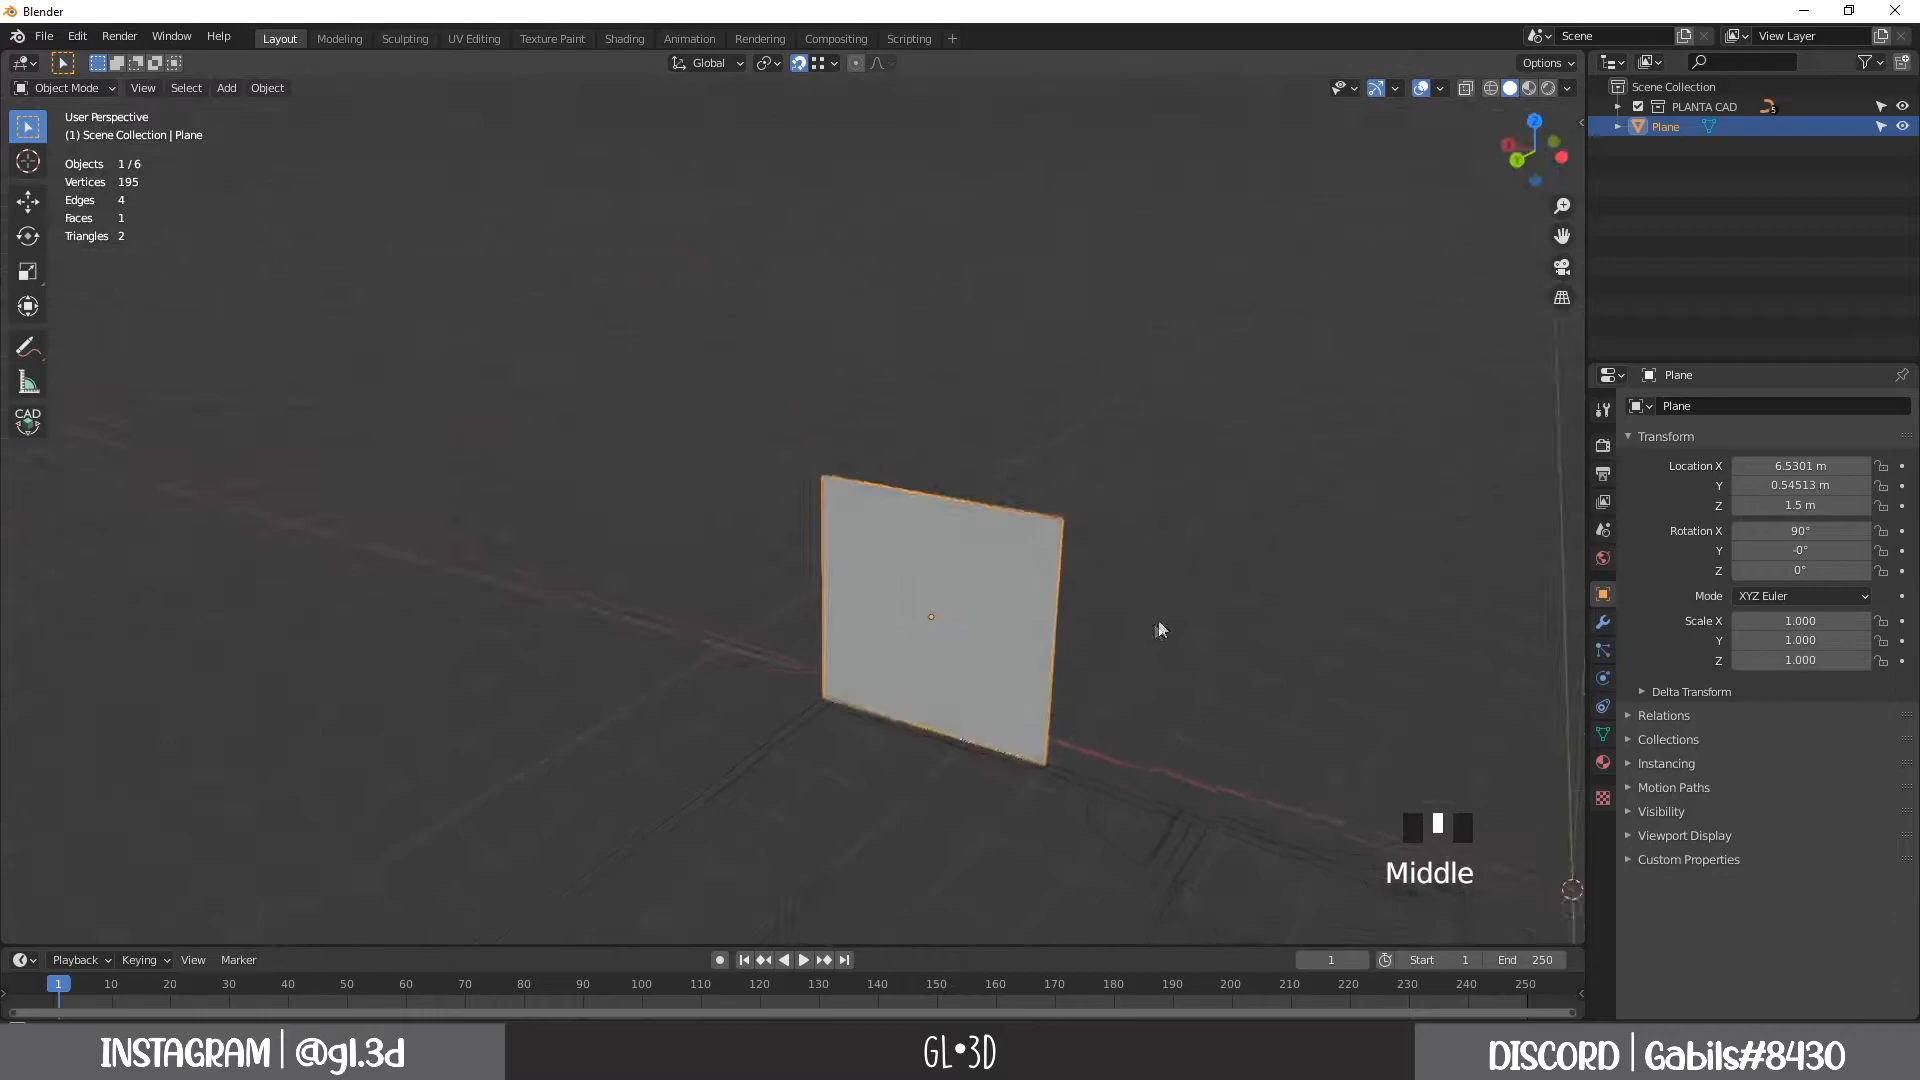 Blender
File Edit Render Window Help
Layout Modeling Sculpting UV Editing Texture Paint Shading Animation Rendering Compositing Scripting +
Scene
View Layer
Global
Options
Object Mode View Select Add Object
User Perspective
(1) Scene Collection | Plane
Objects 1 / 6
Vertices 195
Edges 4
Faces 1
Triangles 2
CAD
Z
Scene Collection
PLANTA CAD 5
Plane
Plane
Plane
Transform
Location X 6.5301 m
Y 0.54513 m
Z 1.5 m
Rotation X 90°
Y -0°
Z 0°
Mode XYZ Euler
Scale X 1.000
Y 1.000
Z 1.000
Delta Transform
Relations
Collections
Instancing
Motion Paths
Visibility
Viewport Display
Custom Properties
Middle
Playback Keying View Marker
1 Start 1 End 250
1 10 20 30 40 50 60 70 80 90 100 110 120 130 140 150 160 170 180 190 200 210 220 230 240 250
INSTAGRAM | @gl.3d
GL•3D
DISCORD | Gabils#8430